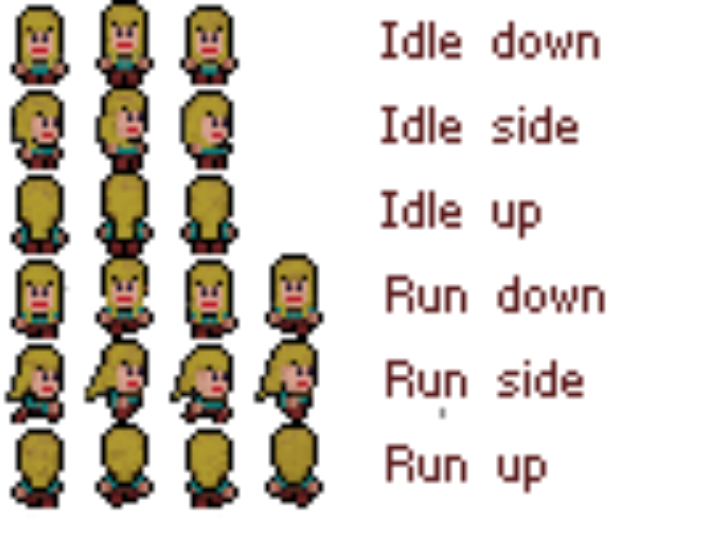 Idle down
Idle side
Idle up
Run down
Run side
Run up